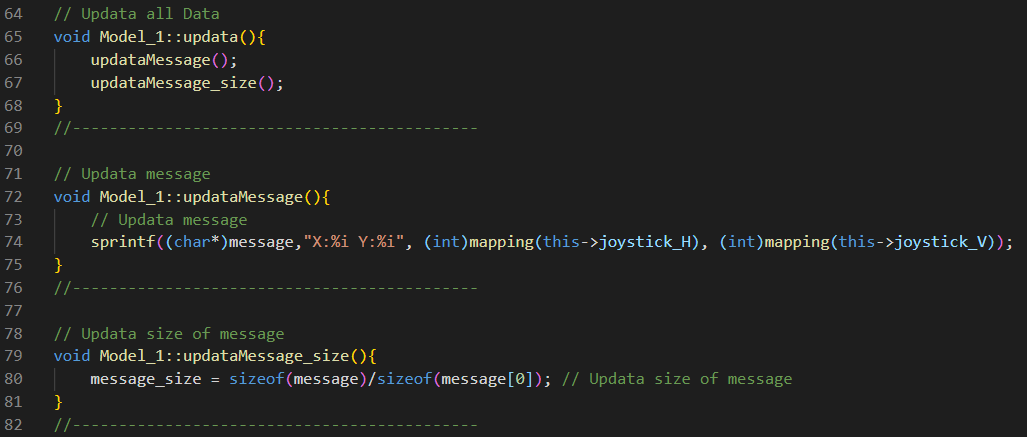 64 // Updata all Data
65 void Model_1::updata(){
66 updataMessage();
67 updataMessage_size();
68 }
69 //---------------------------------------------
70
71 // Updata message
72 void Model_1::updataMessage(){
73 // Updata message
74 sprintf((char*)message,"X:%i Y:%i", (int)mapping(this->joystick_H), (int)mapping(this->joystick_V));
75 }
76 //---------------------------------------------
77
78 // Updata size of message
79 void Model_1::updataMessage_size(){
80 message_size = sizeof(message)/sizeof(message[0]); // Updata size of message
81 }
82 //---------------------------------------------